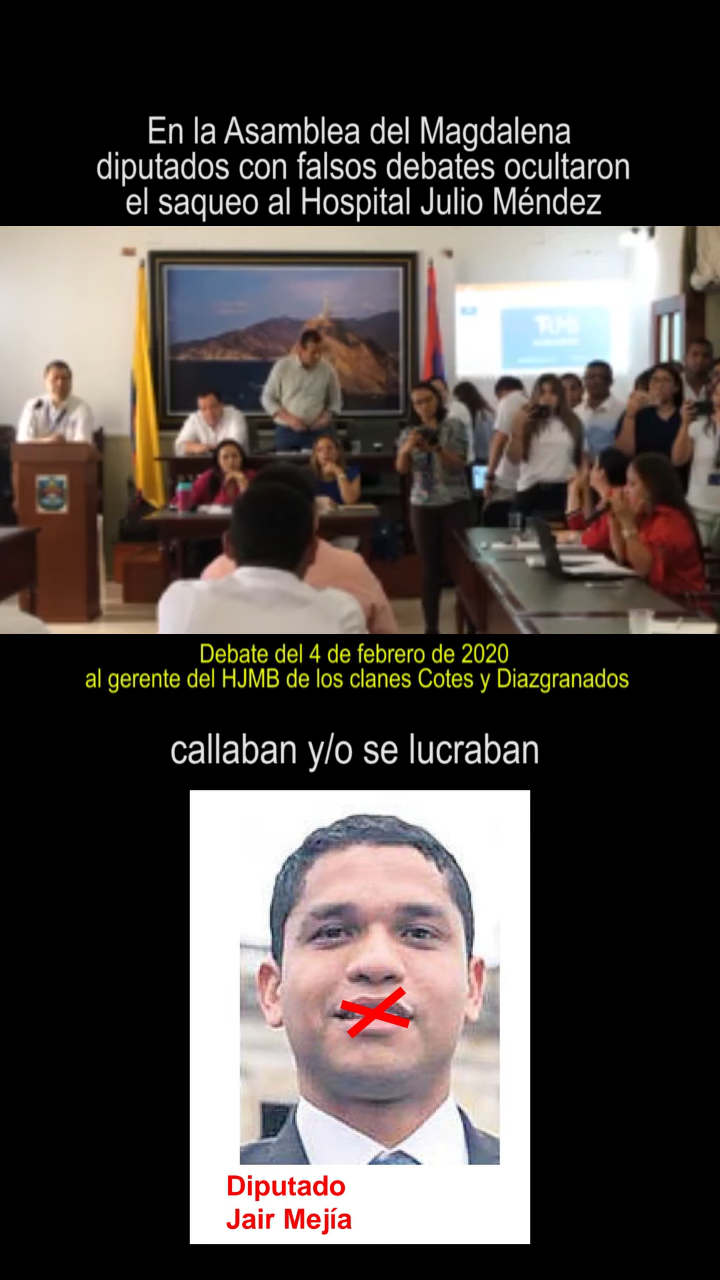 En la Asamblea del Magdalena
diputados con falsos debates ocultaron
el saqueo al Hospital Julio Méndez
Debate del 4 de febrero de 2020
al gerente del HJMB de los clanes Cotes y Diazgranados
callaban y/o se lucraban
Diputado
Jair Mejía